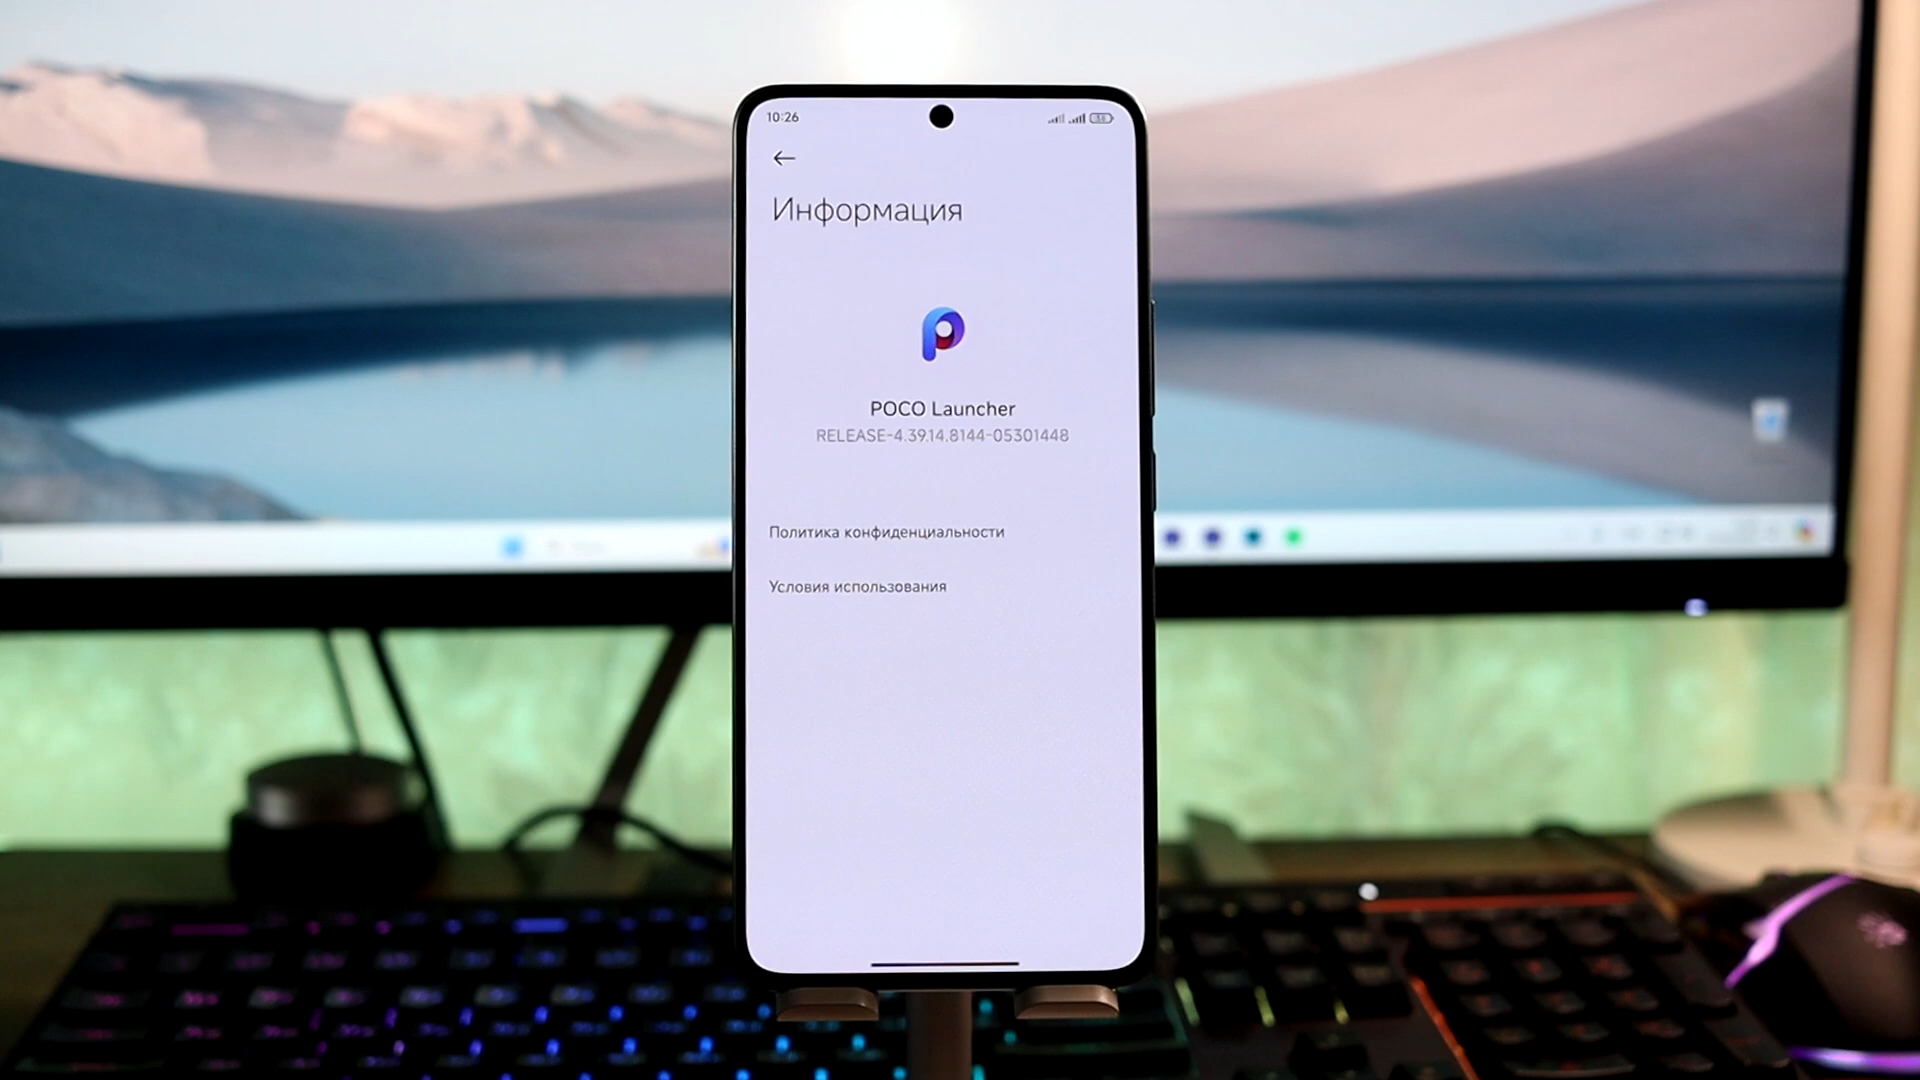 10:26
Информация
POCO Launcher
RELEASE-4.39.14.8144-05301448
Политика конфиденциальности
Условия использования